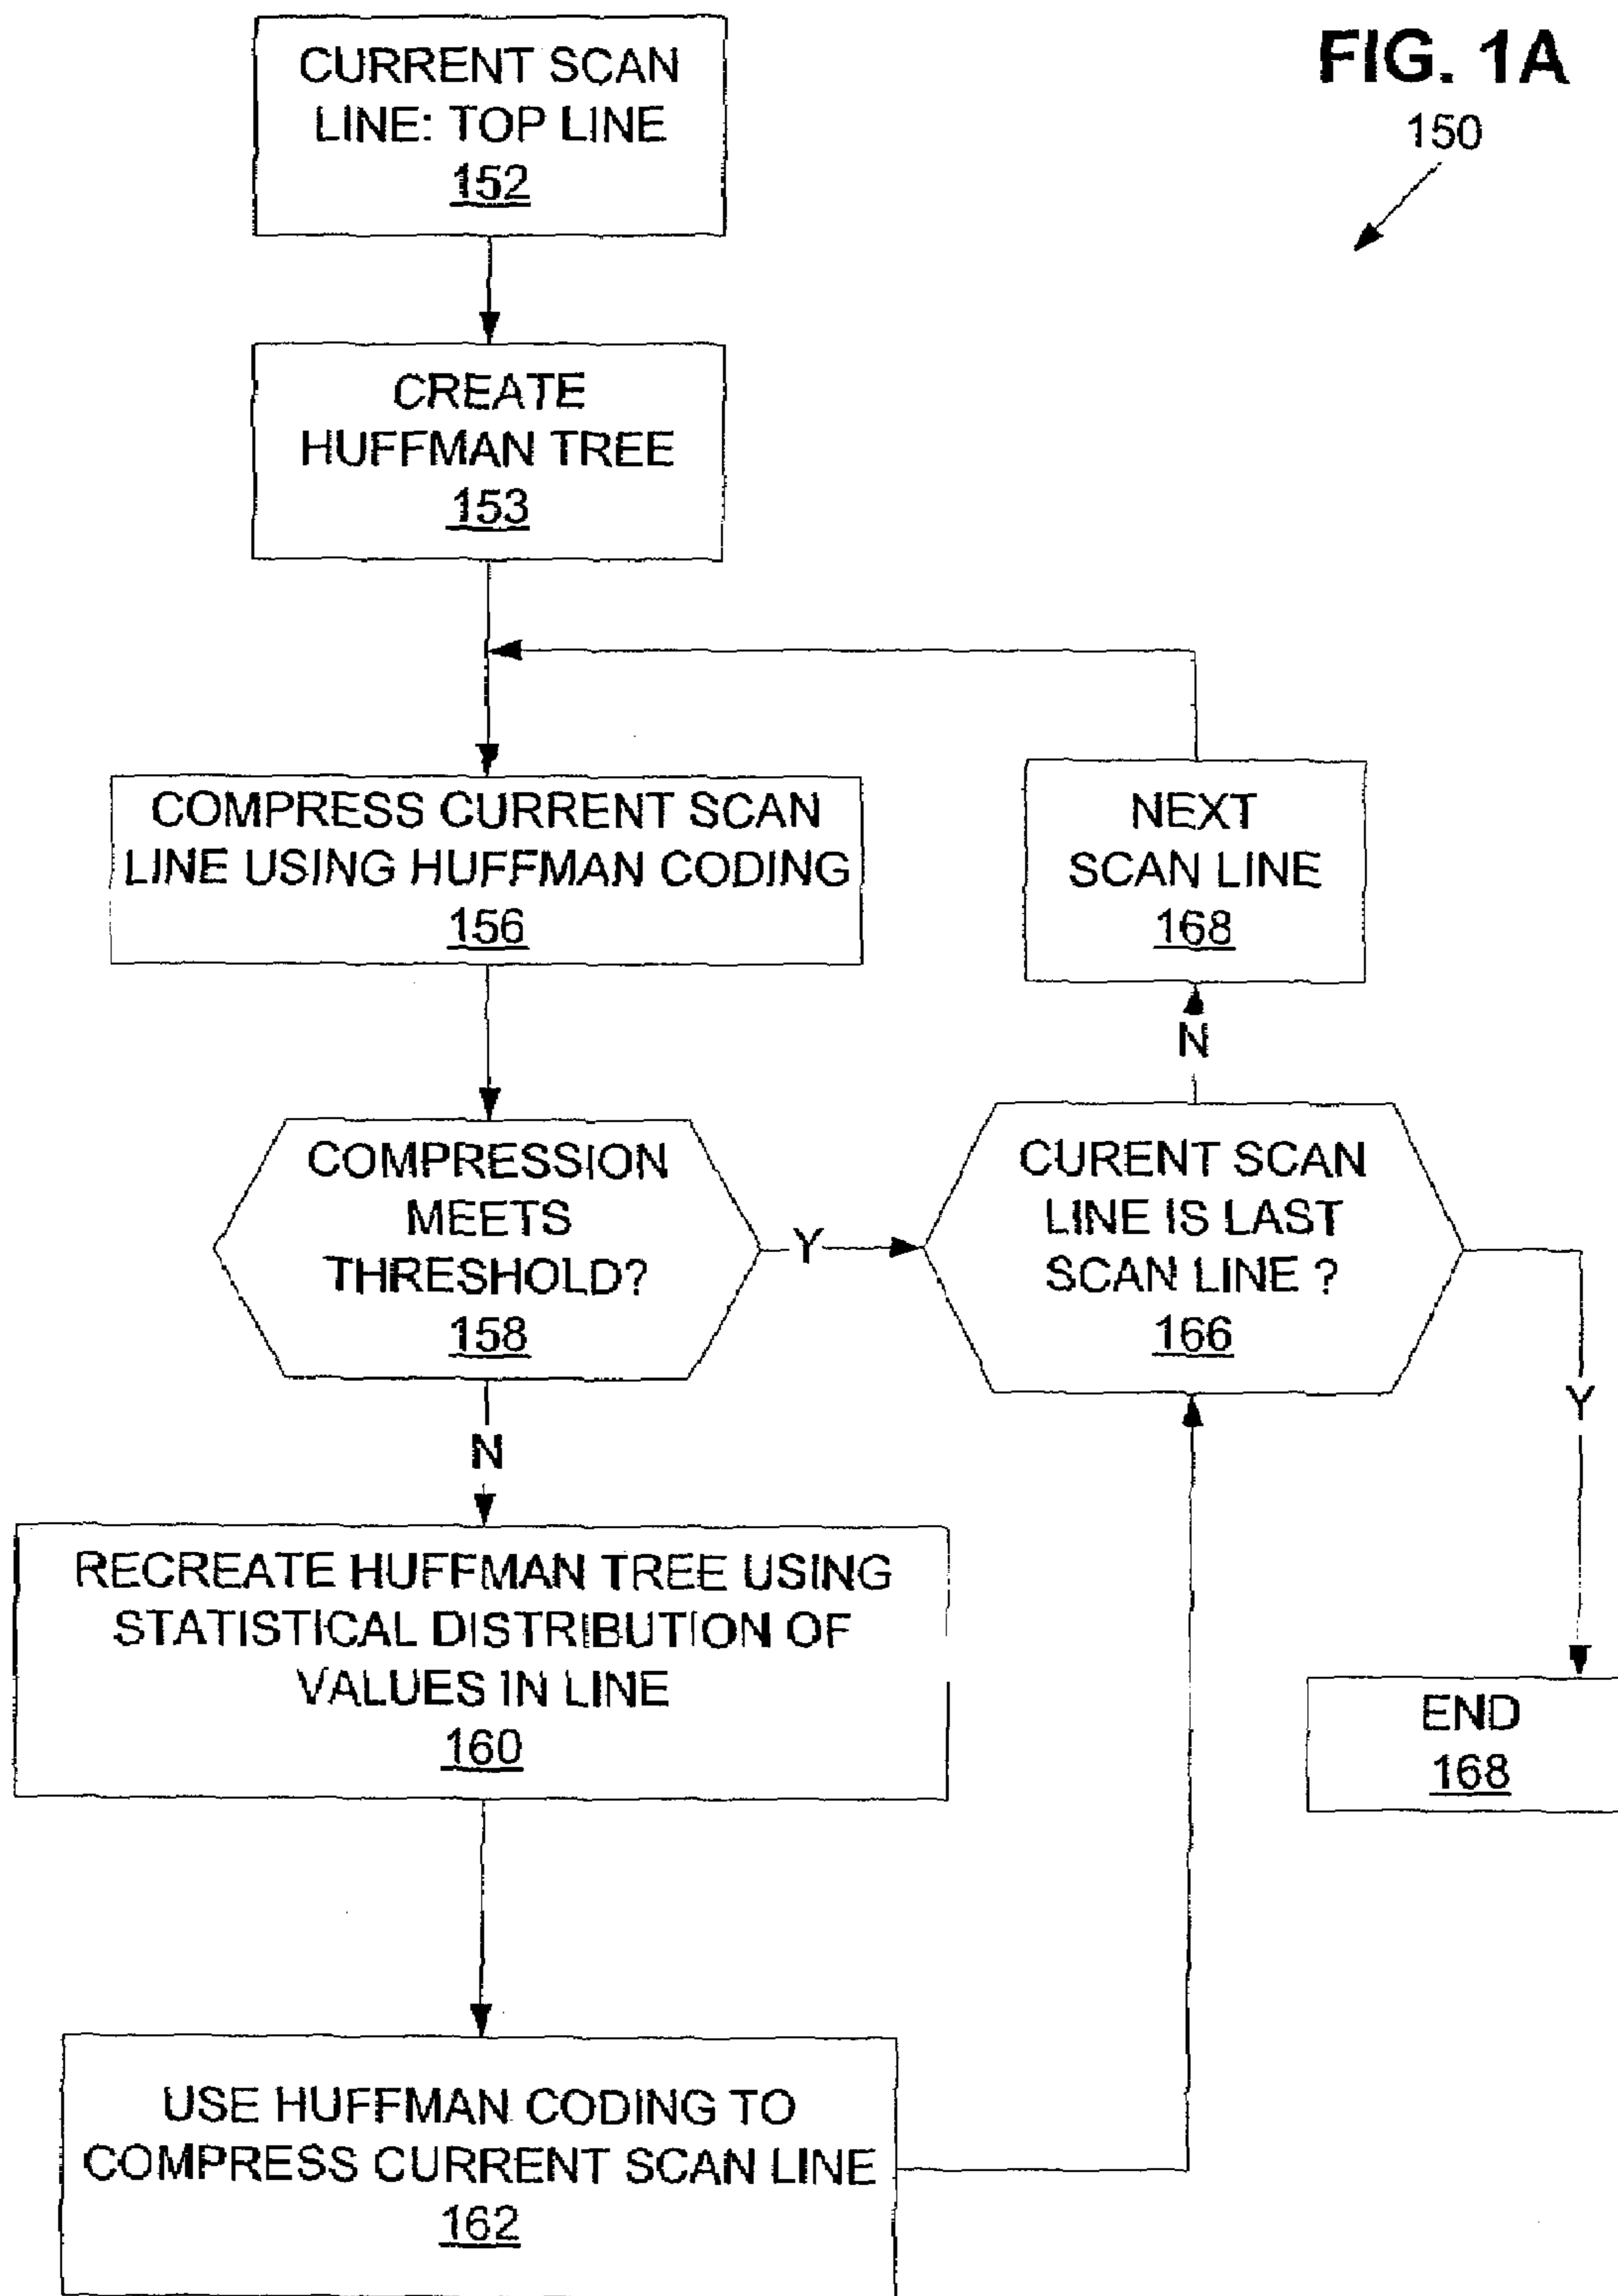 FIG. 1A
150
CURRENT SCAN
LINE: TOP LINE
152
CREATE
HUFFMAN TREE
153
COMPRESS CURRENT SCAN
LINE USING HUFFMAN CODING
156
NEXT
SCAN LINE
168
N
COMPRESSION
MEETS
THRESHOLD?
158
Y
CURENT SCAN
LINE IS LAST
SCAN LINE ?
166
Y
N
RECREATE HUFFMAN TREE USING
STATISTICAL DISTRIBUTION OF
VALUES IN LINE
160
END
168
USE HUFFMAN CODING TO
COMPRESS CURRENT SCAN LINE
162